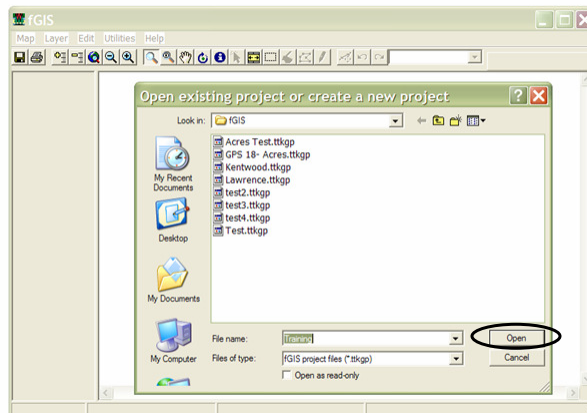 fGIS
Map Layer Edit Utilities Help
Open existing project or create a new project
Look in: fGIS
Acres Test.ttkgp
GPS 18- Acres.ttkgp
Kentwood.ttkgp
Lawrence.ttkgp
test2.ttkgp
test3.ttkgp
test4.ttkgp
Test.ttkgp
My Recent
Documents
Desktop
My Documents
My Computer
File name: Training Open
Files of type: fGIS project files (*.ttkgp) Cancel
Open as read-only